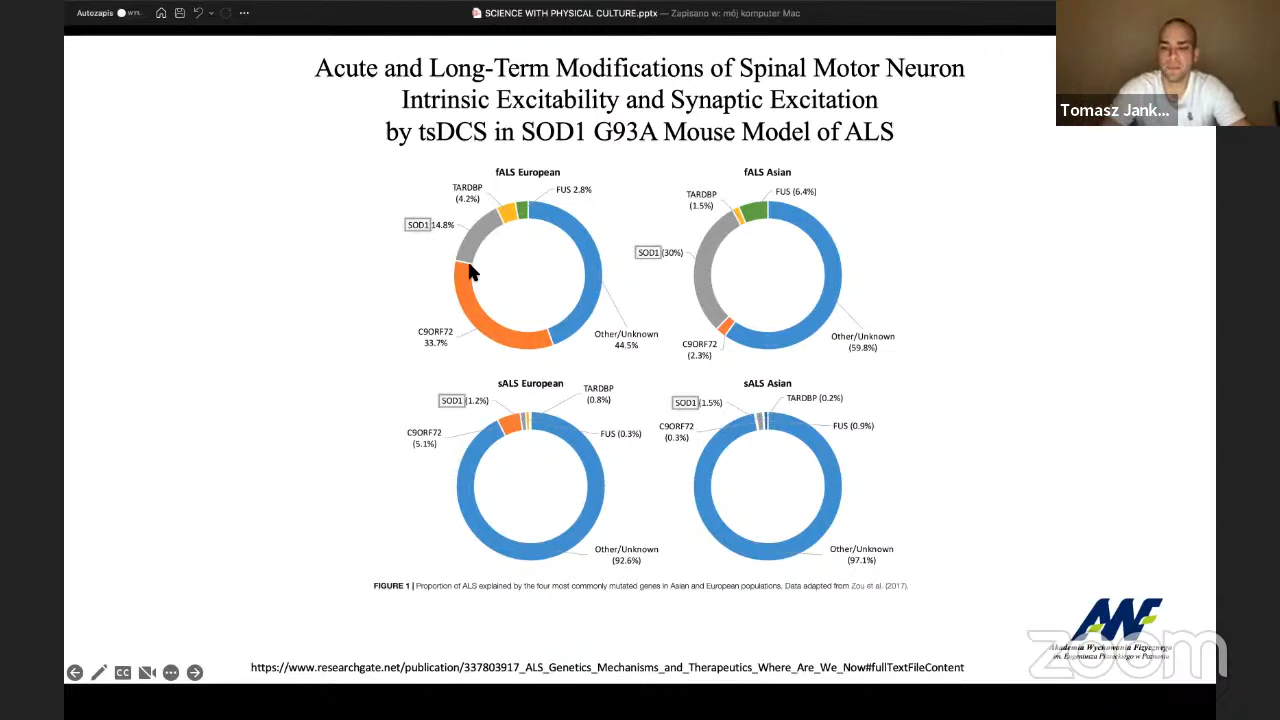 Autozapis WYŁ.
SCIENCE WITH PHYSICAL CULTURE.pptx — Zapisano w: mój komputer Mac
Tomasz Jank...
Acute and Long-Term Modifications of Spinal Motor Neuron
Intrinsic Excitability and Synaptic Excitation
by tsDCS in SOD1 G93A Mouse Model of ALS
fALS European
TARDBP
(4.2%)
FUS 2.8%
SOD1 14.8%
C9ORF72
33.7%
Other/Unknown
44.5%
fALS Asian
TARDBP
(1.5%)
FUS (6.4%)
SOD1 (30%)
C9ORF72
(2.3%)
Other/Unknown
(59.8%)
sALS European
SOD1 (1.2%)
TARDBP
(0.8%)
C9ORF72
(5.1%)
FUS (0.3%)
Other/Unknown
(92.6%)
sALS Asian
SOD1 (1.5%)
TARDBP (0.2%)
C9ORF72
(0.3%)
FUS (0.9%)
Other/Unknown
(97.1%)
FIGURE 1 | Proportion of ALS explained by the four most commonly mutated genes in Asian and European populations. Data adapted from Zou et al. (2017).
AWF
Akademia Wychowania Fizycznego
im. Eugeniusza Piaseckiego w Poznaniu
zoom
CC
https://www.researchgate.net/publication/337803917_ALS_Genetics_Mechanisms_and_Therapeutics_Where_Are_We_Now#fullTextFileContent